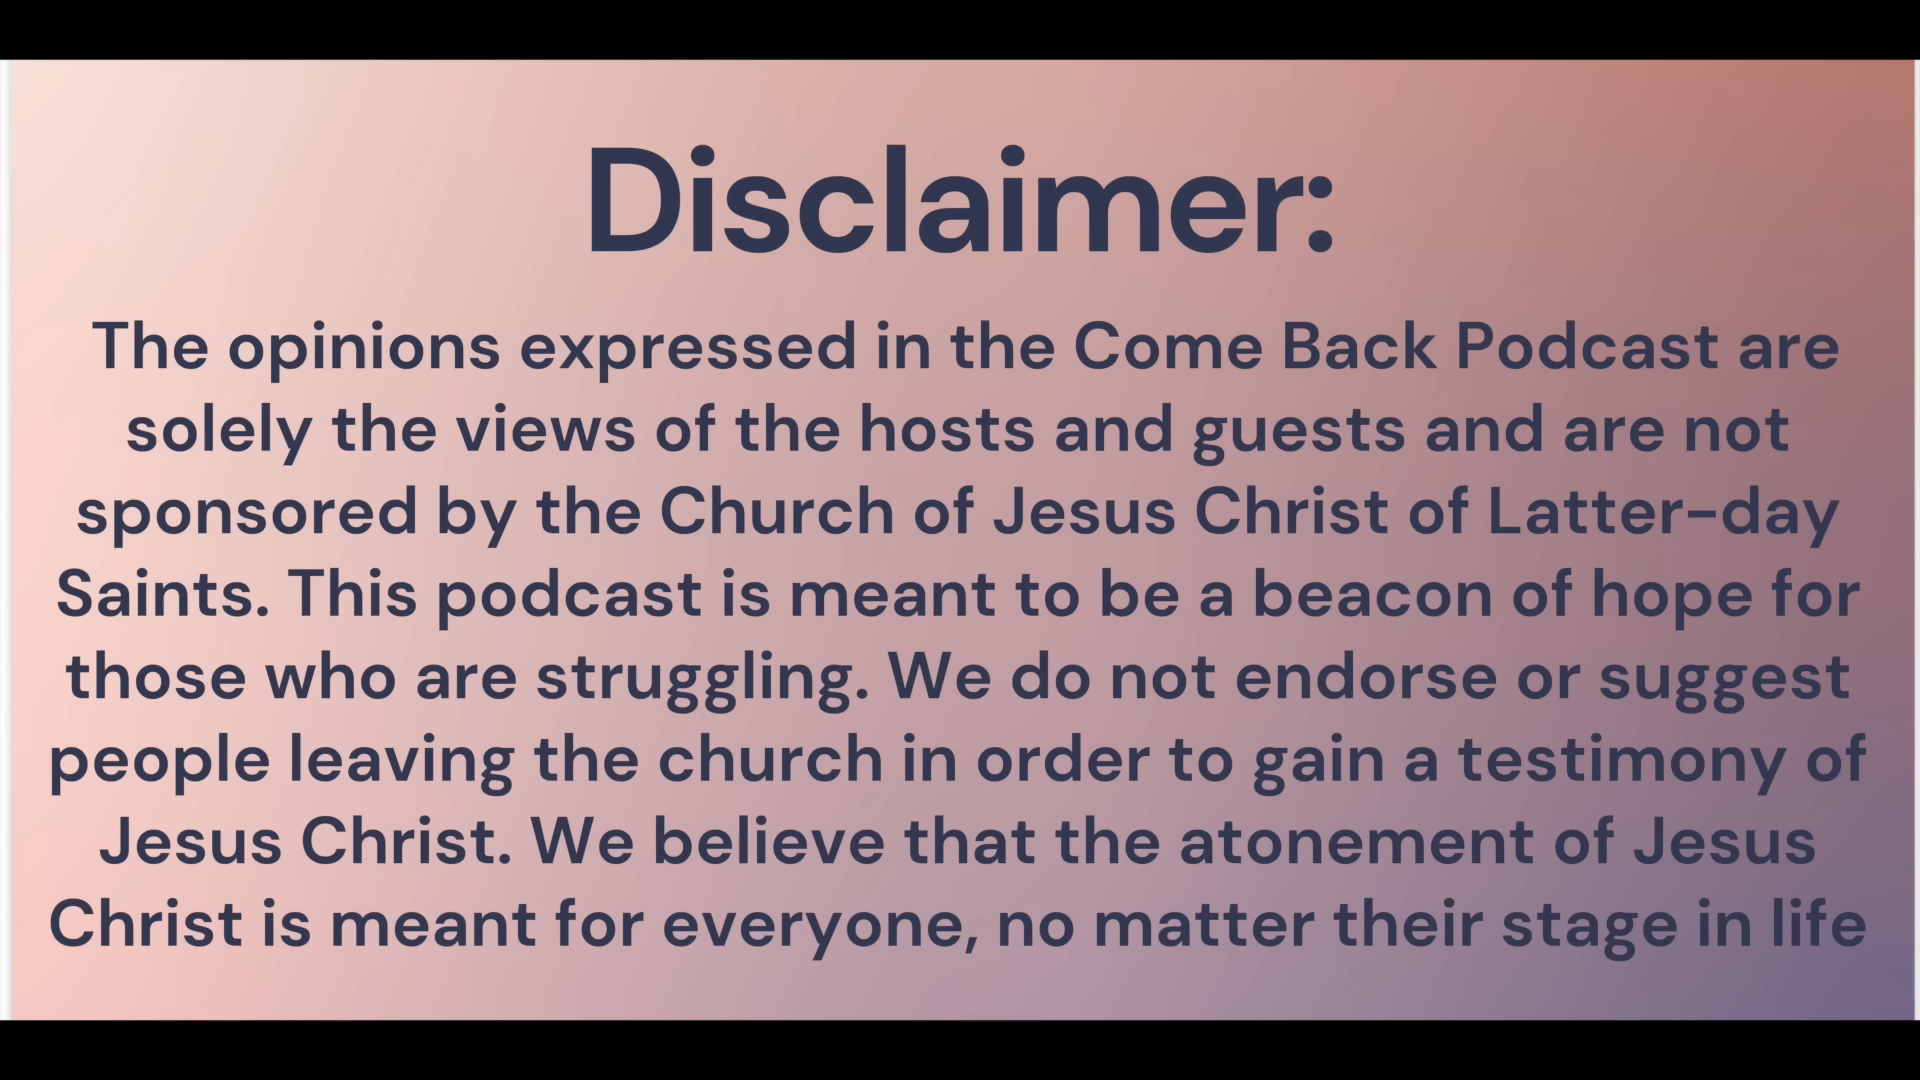 Disclaimer:
The opinions expressed in the Come Back Podcast are
solely the views of the hosts and guests and are not
sponsored by the Church of Jesus Christ of Latter-day
Saints. This podcast is meant to be a beacon of hope for
those who are struggling. We do not endorse or suggest
people leaving the church in order to gain a testimony of
Jesus Christ. We believe that the atonement of Jesus
Christ is meant for everyone, no matter their stage in life